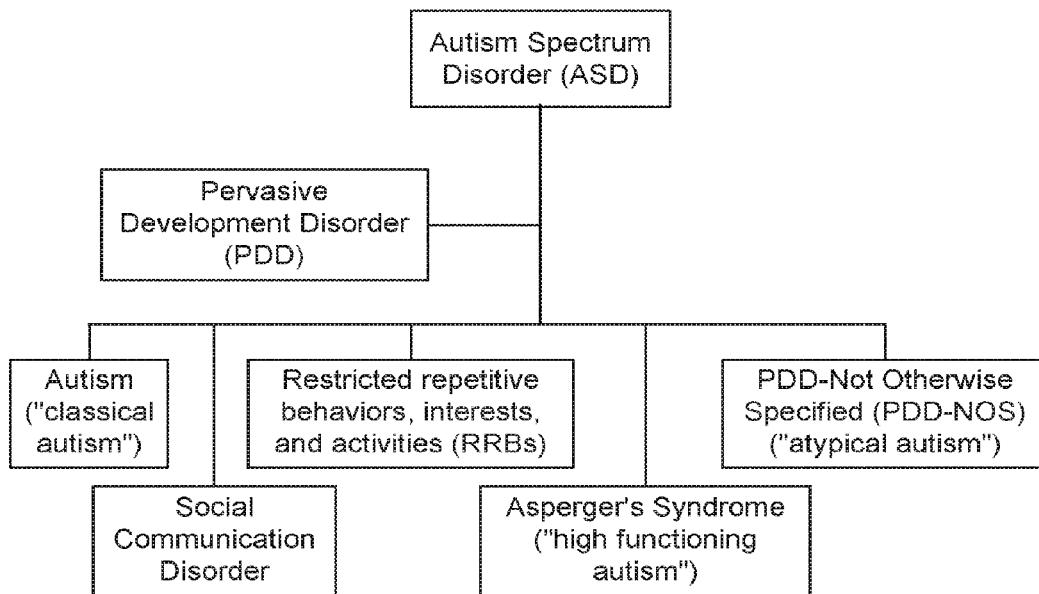 Autism Spectrum
Disorder (ASD)
Pervasive
Development Disorder
(PDD)
Autism
("classical
autism")
Restricted repetitive
behaviors, interests,
and activities (RRBs)
PDD-Not Otherwise
Specified (PDD-NOS)
("atypical autism")
Social
Communication
Disorder
Asperger's Syndrome
("high functioning
autism")